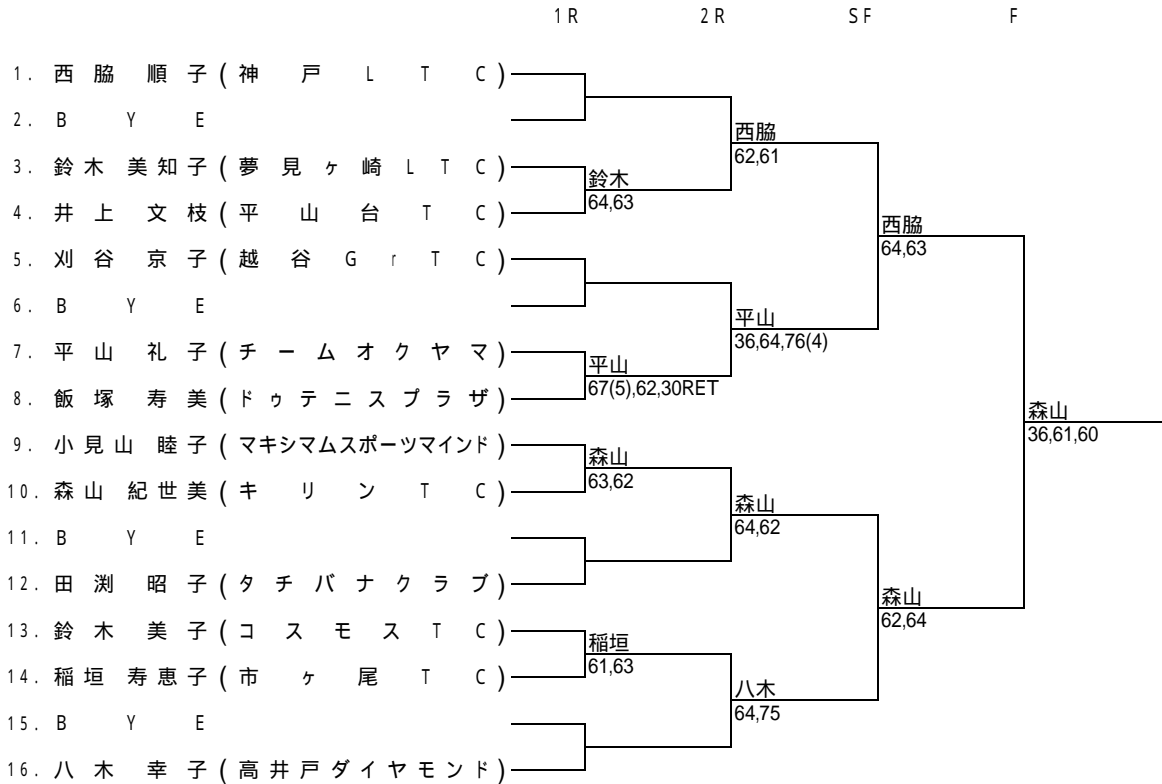 1R 2R SF F
1. 西脇 順子 (神戸LTC)
2. BYE
西脇
62,61
3. 鈴木 美知子 (夢見ヶ崎LTC)
鈴木
64,63
4. 井上 文枝 (平山台TC)
西脇
64,63
5. 刈谷 京子 (越谷GrTC)
6. BYE
平山
36,64,76(4)
7. 平山 礼子 (チームオクヤマ)
平山
67(5),62,30RET
8. 飯塚 寿美 (ドゥテニスプラザ)
森山
36,61,60
9. 小見山 睦子 (マキシマムスポーツマインド)
森山
63,62
10. 森山 紀世美 (キリンTC)
森山
64,62
11. BYE
12. 田渕 昭子 (タチバナクラブ)
森山
62,64
13. 鈴木 美子 (コスモスTC)
稲垣
61,63
14. 稲垣 寿恵子 (市ヶ尾TC)
八木
64,75
15. BYE
16. 八木 幸子 (高井戸ダイヤモンド)